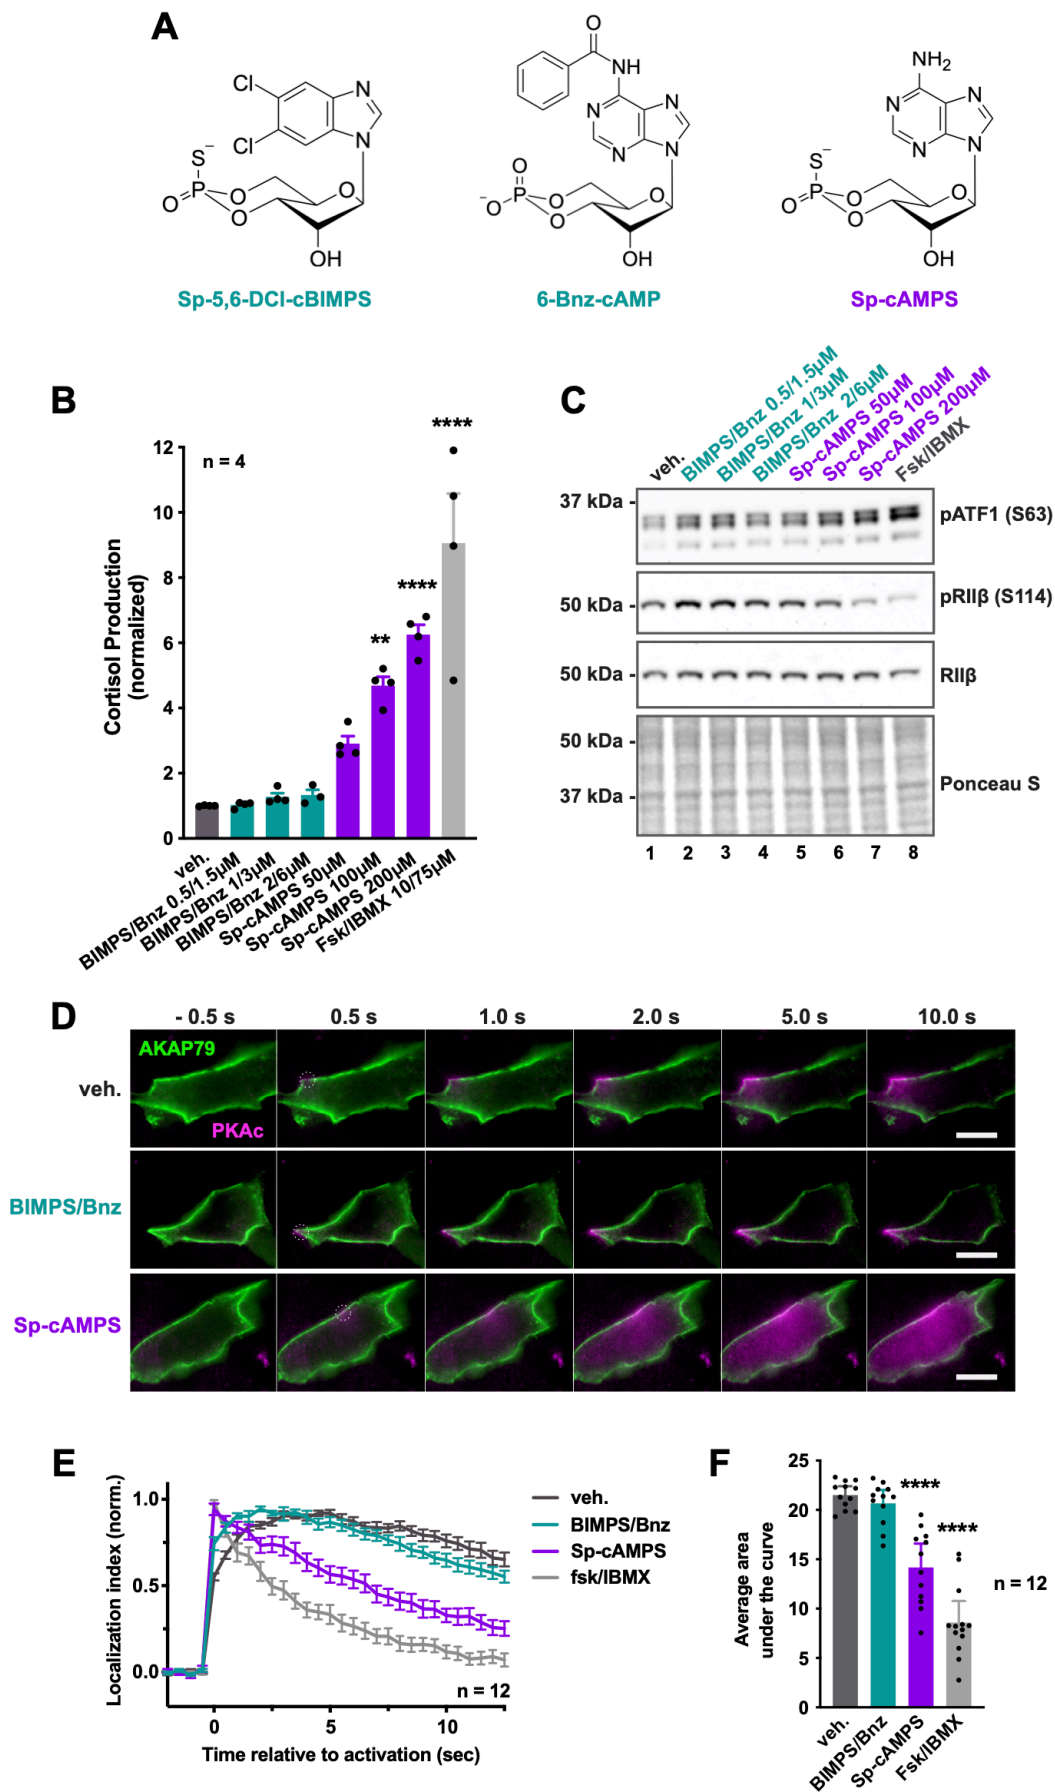 A
O
NH
Cl
N
Cl
N
S⁻
P
O
O
O
O
OH
N
N
N
N
O
P
⁻O
O
O
O
OH
NH₂
N
N
N
N
S⁻
P
O
O
O
O
OH
Sp-5,6-DCl-cBIMPS
6-Bnz-cAMP
Sp-cAMPS
B
n = 4
Cortisol Production
(normalized)
12
10
8
6
4
2
0
**
****
****
veh.
BIMPS/Bnz 0.5/1.5µM
BIMPS/Bnz 1/3µM
BIMPS/Bnz 2/6µM
Sp-cAMPS 50µM
Sp-cAMPS 100µM
Sp-cAMPS 200µM
Fsk/IBMX 10/75µM
C
veh.
BIMPS/Bnz 0.5/1.5µM
BIMPS/Bnz 1/3µM
BIMPS/Bnz 2/6µM
Sp-cAMPS 50µM
Sp-cAMPS 100µM
Sp-cAMPS 200µM
Fsk/IBMX
37 kDa -
pATF1 (S63)
50 kDa -
pRIIβ (S114)
50 kDa -
RIIβ
50 kDa -
37 kDa -
Ponceau S
1 2 3 4 5 6 7 8
D
- 0.5 s 0.5 s 1.0 s 2.0 s 5.0 s 10.0 s
AKAP79
veh.
PKAc
BIMPS/Bnz
Sp-cAMPS
E
Localization index (norm.)
1.0
0.5
0.0
0 5 10
Time relative to activation (sec)
n = 12
veh.
BIMPS/Bnz
Sp-cAMPS
fsk/IBMX
F
Average area
under the curve
25
20
15
10
5
0
****
****
n = 12
veh.
BIMPS/Bnz
Sp-cAMPS
Fsk/IBMX